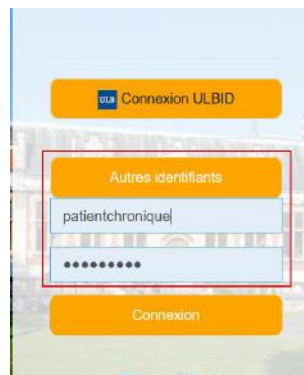 ULB Connexion ULBID
Autres identifiants
patientchronique
•••••••••
Connexion